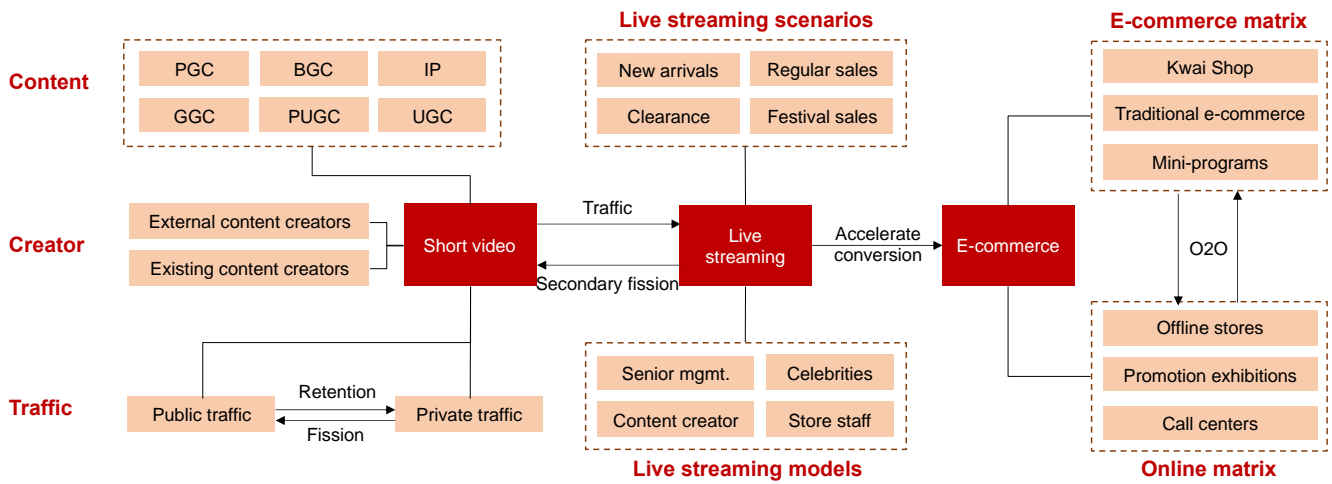 Live streaming scenarios
E-commerce matrix
Content
PGC
BGC
IP
GGC
PUGC
UGC
New arrivals
Regular sales
Clearance
Festival sales
Kwai Shop
Traditional e-commerce
Mini-programs
Creator
External content creators
Existing content creators
Short video
Traffic
Secondary fission
Live
streaming
Accelerate
conversion
E-commerce
O2O
Traffic
Public traffic
Retention
Fission
Private traffic
Senior mgmt.
Celebrities
Content creator
Store staff
Live streaming models
Offline stores
Promotion exhibitions
Call centers
Online matrix